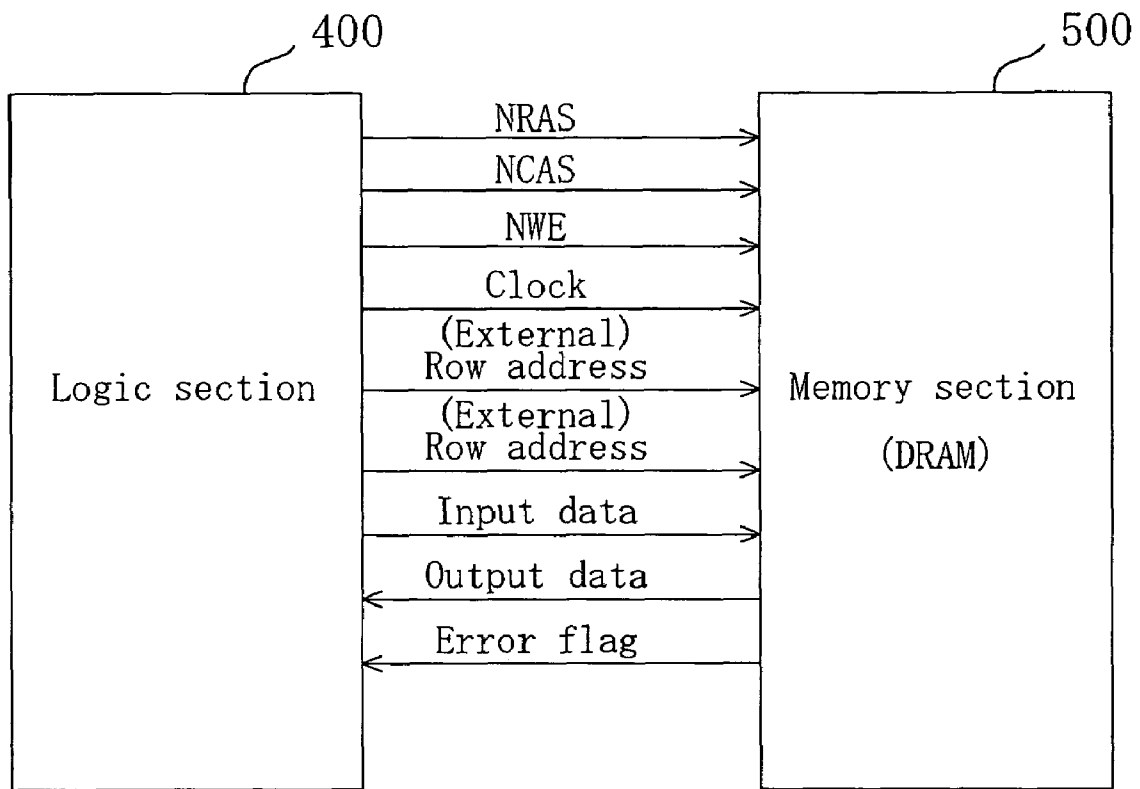 400
500
NRAS
NCAS
NWE
Clock
(External)
Row address
(External)
Row address
Input data
Output data
Error flag
Logic section
Memory section
(DRAM)